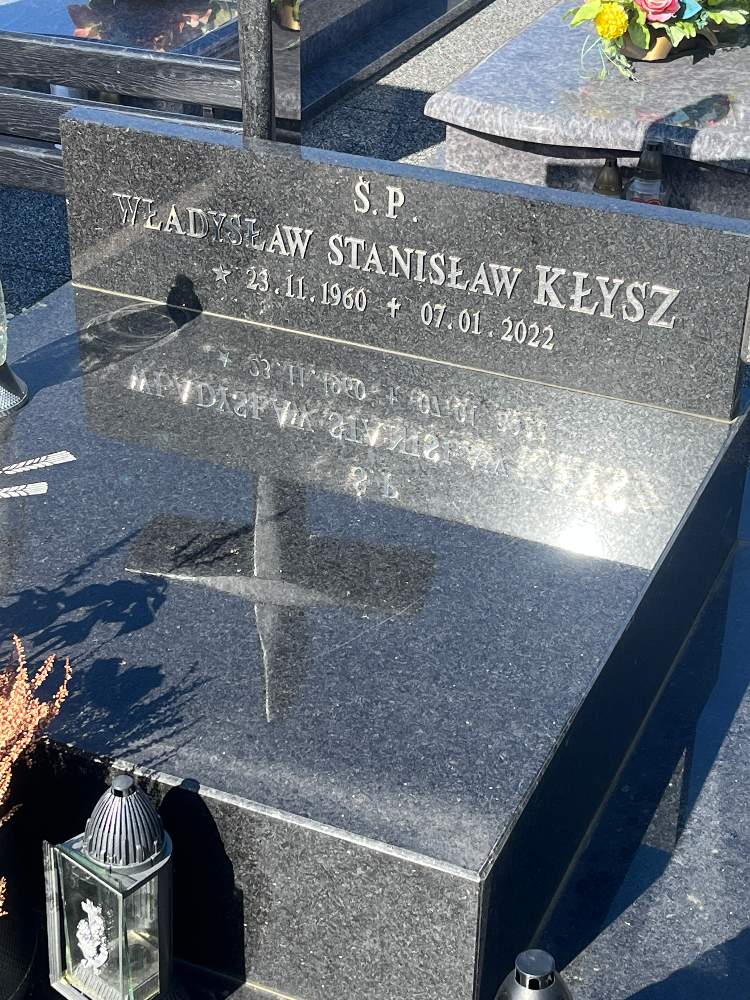 Ś.P.
WŁADYSŁAW STANISŁAW KŁYSZ
★ 23.11.1960 ✝ 07.01.2022